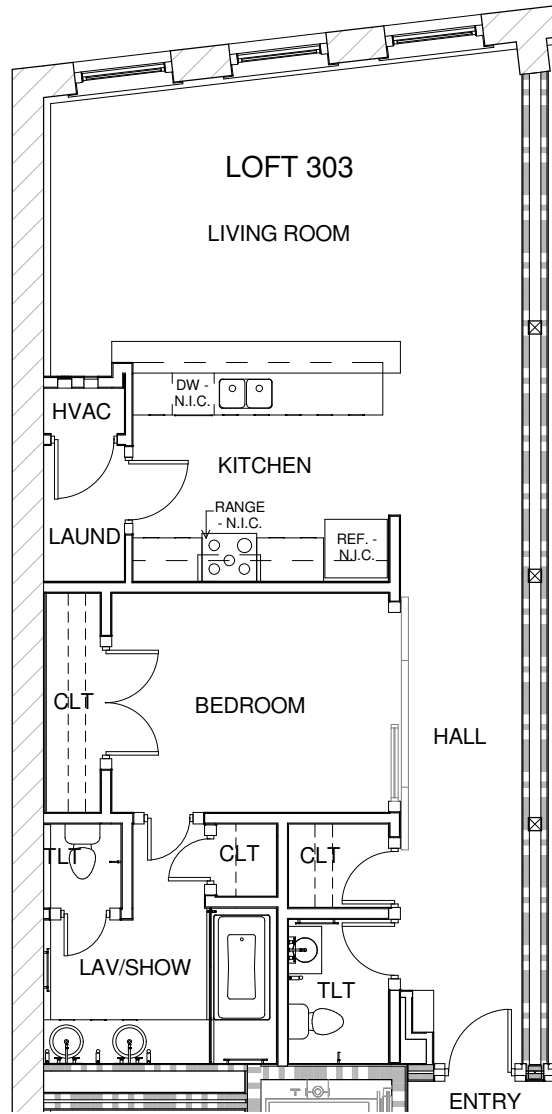 LOFT 303
LIVING ROOM
DW -
N.I.C.
HVAC
KITCHEN
RANGE
- N.I.C.
LAUND
REF. -
N.I.C.
CLT
BEDROOM
HALL
TLT
CLT
CLT
LAV/SHOW
TLT
ENTRY